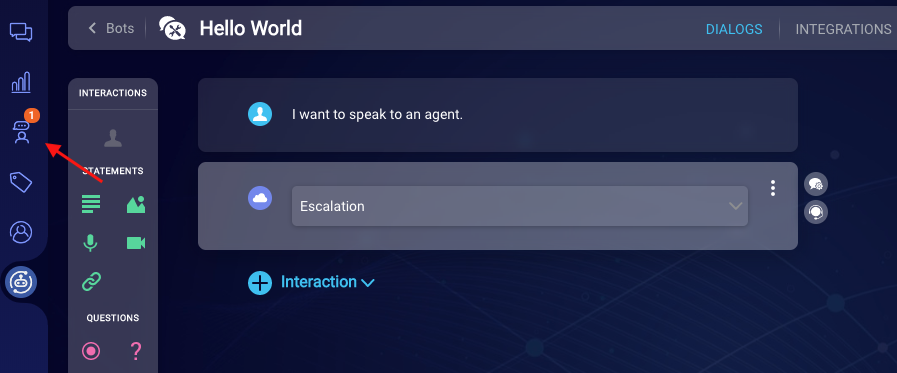 Bots
Hello World
DIALOGS
INTEGRATIONS
1
INTERACTIONS
STATEMENTS
QUESTIONS
?
I want to speak to an agent.
Escalation
Interaction